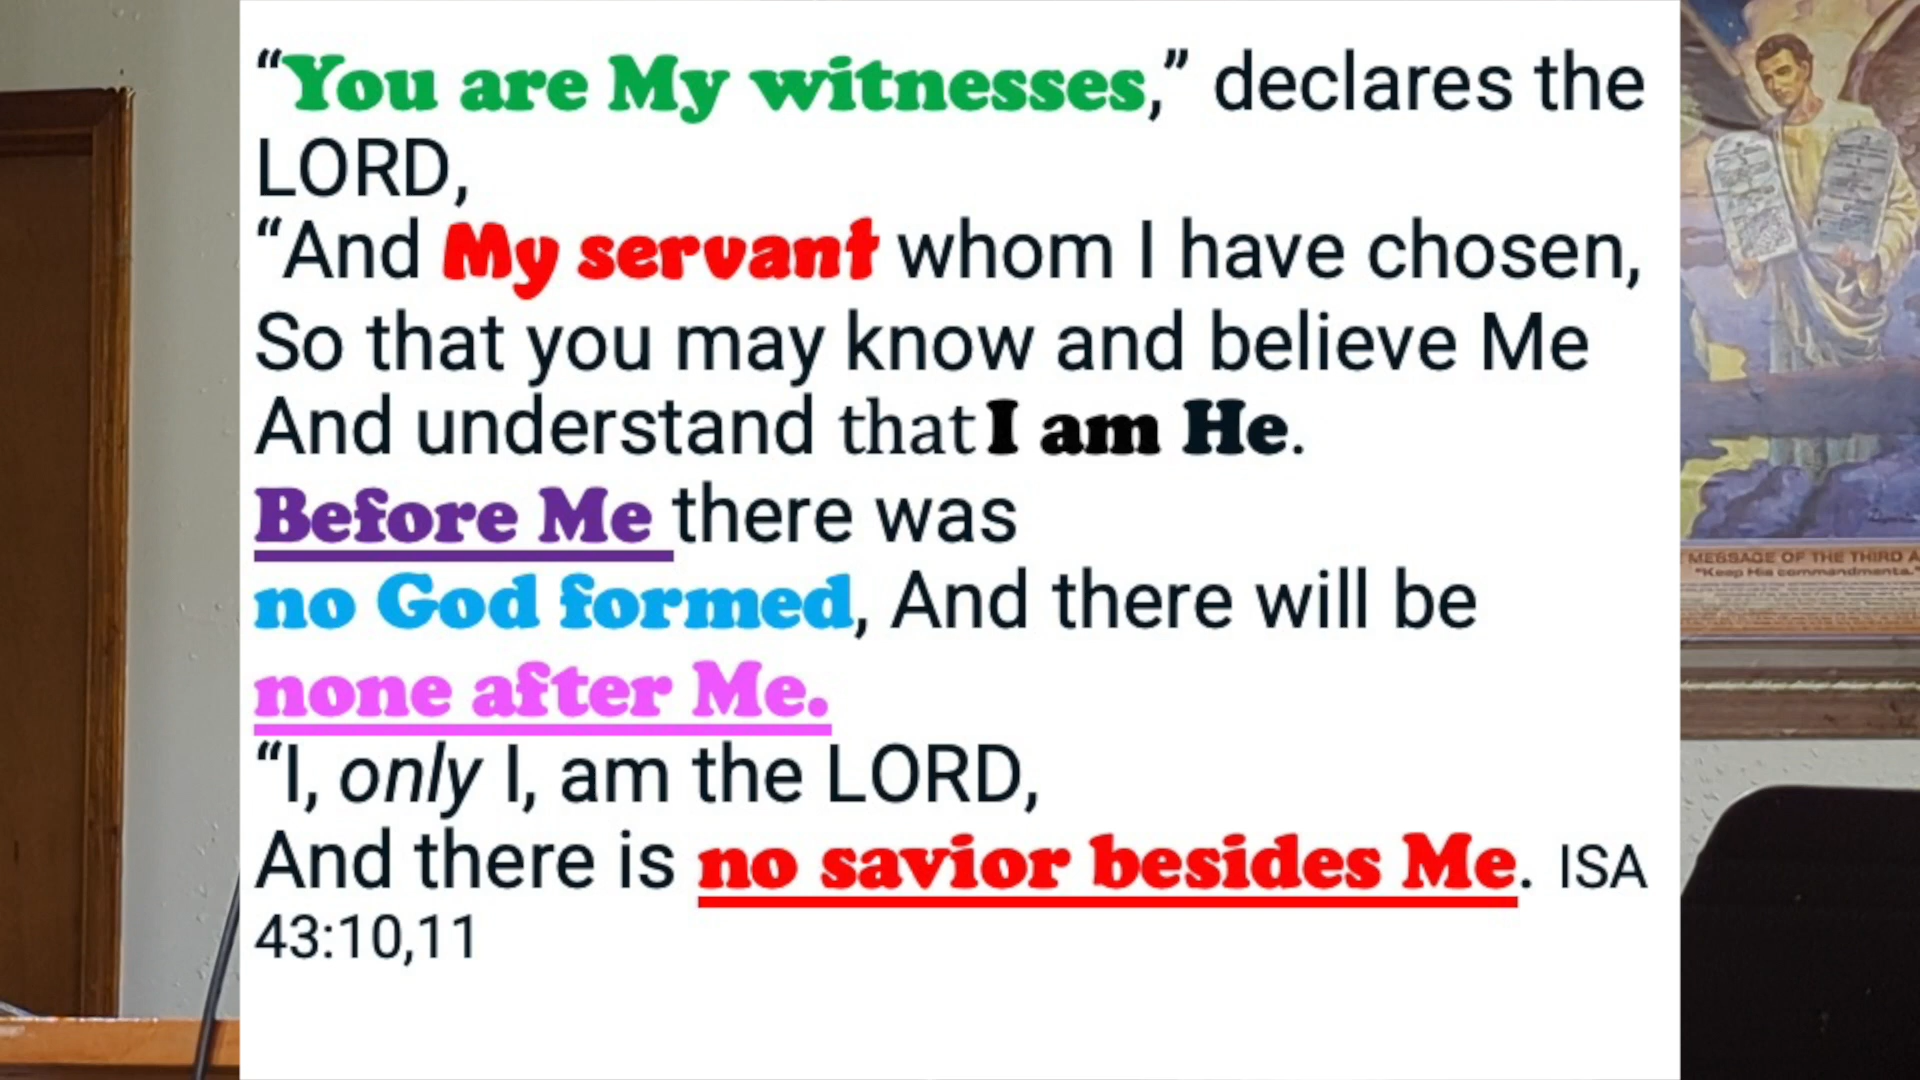 “You are My witnesses,” declares the
LORD,
“And My servant whom I have chosen,
So that you may know and believe Me
And understand that I am He.
Before Me there was
no God formed, And there will be
none after Me.
“I, only I, am the LORD,
And there is no savior besides Me. ISA
43:10,11
MESSAGE OF THE THIRD A
"Keep His commandments."